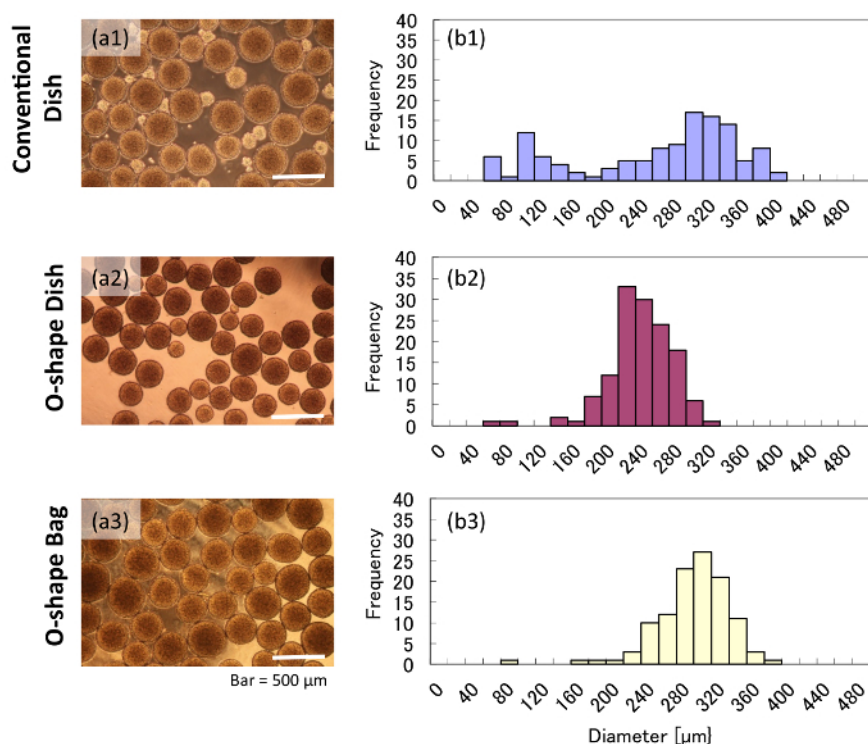 Conventional
Dish
(a1)
(b1)
Frequency
40
35
30
25
20
15
10
5
0
0 40 80 120 160 200 240 280 320 360 400 440 480
O-shape Dish
(a2)
(b2)
Frequency
40
35
30
25
20
15
10
5
0
0 40 80 120 160 200 240 280 320 360 400 440 480
O-shape Bag
(a3)
(b3)
Frequency
40
35
30
25
20
15
10
5
0
0 40 80 120 160 200 240 280 320 360 400 440 480
Bar = 500 μm
Diameter [μm]